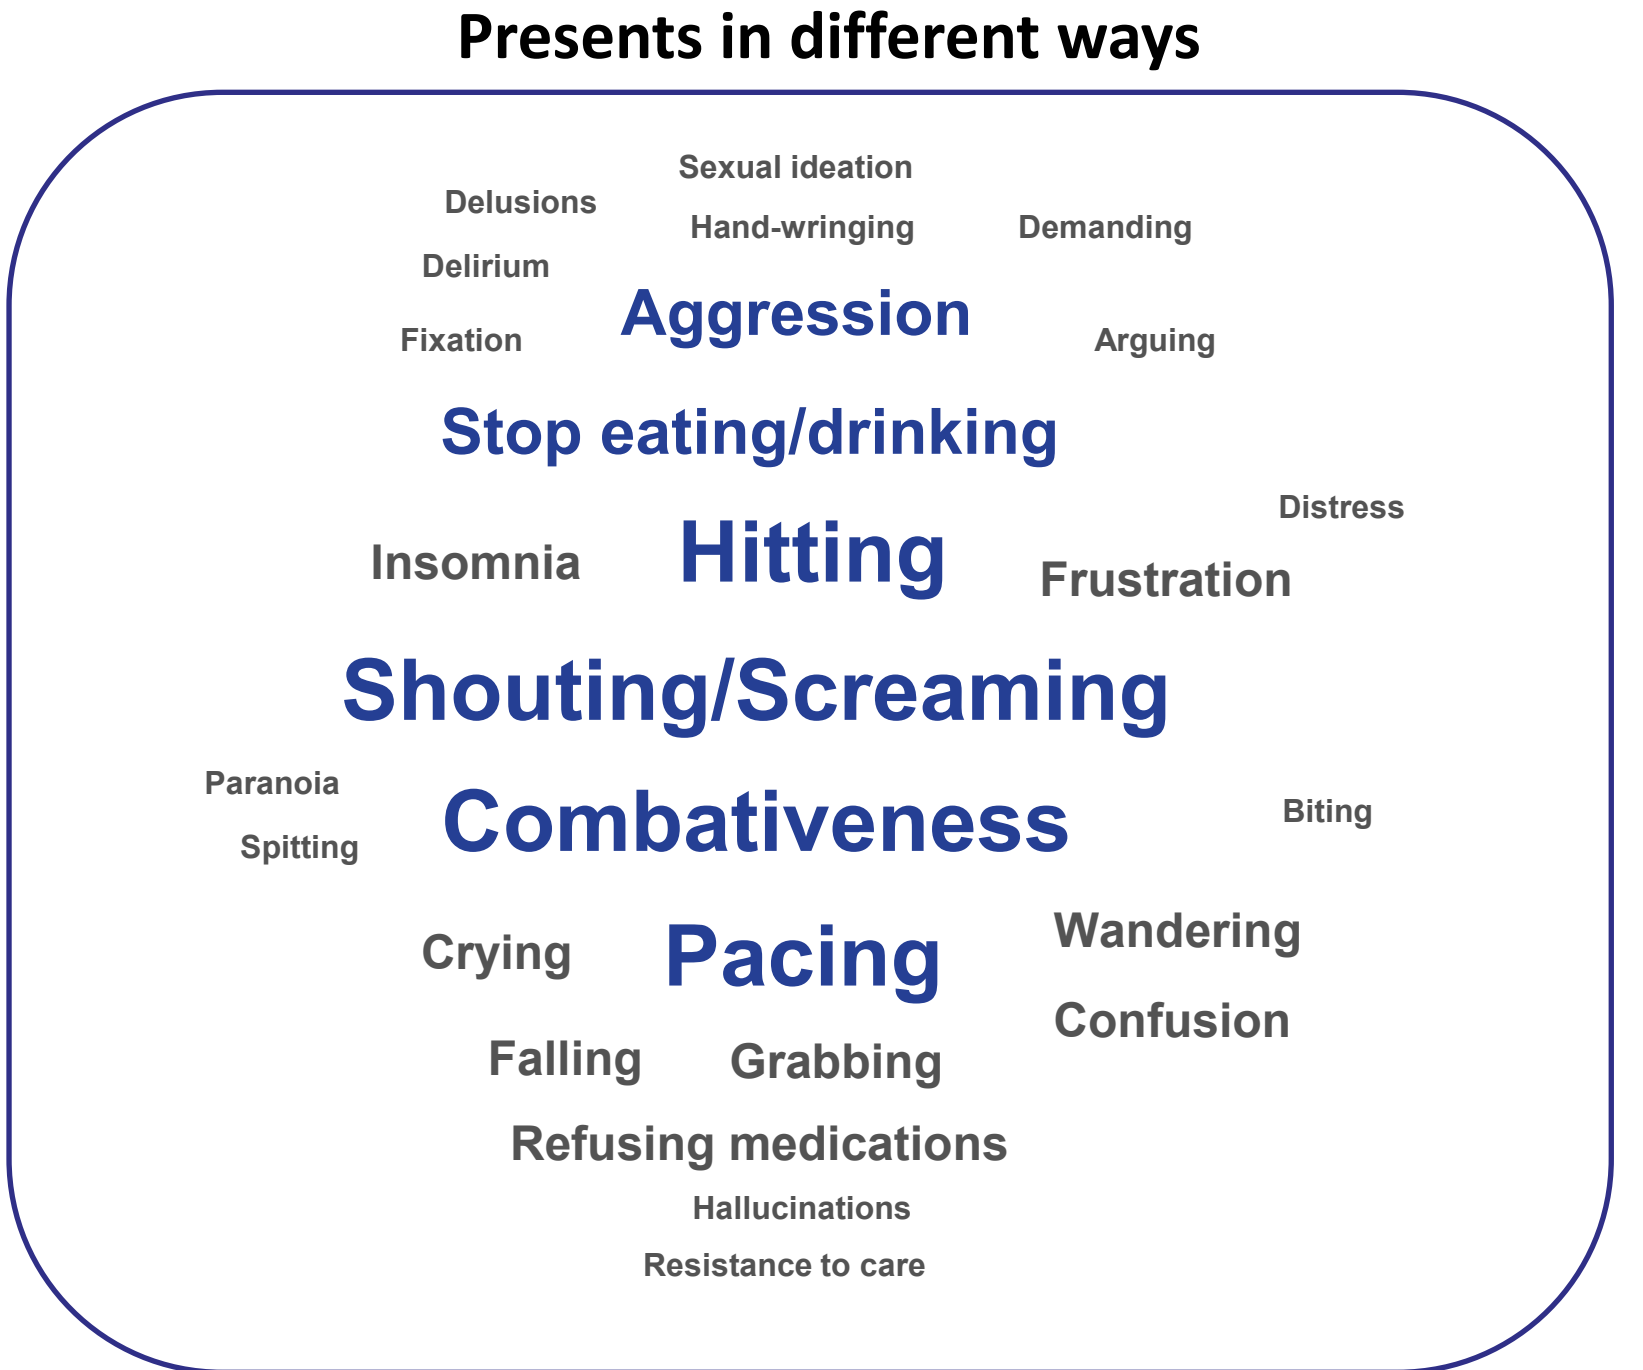 Presents in different ways
Sexual ideation
Delusions
Hand-wringing
Demanding
Delirium
Aggression
Fixation
Arguing
Stop eating/drinking
Distress
Insomnia
Hitting
Frustration
Shouting/Screaming
Paranoia
Combativeness
Biting
Spitting
Crying
Pacing
Wandering
Confusion
Falling
Grabbing
Refusing medications
Hallucinations
Resistance to care